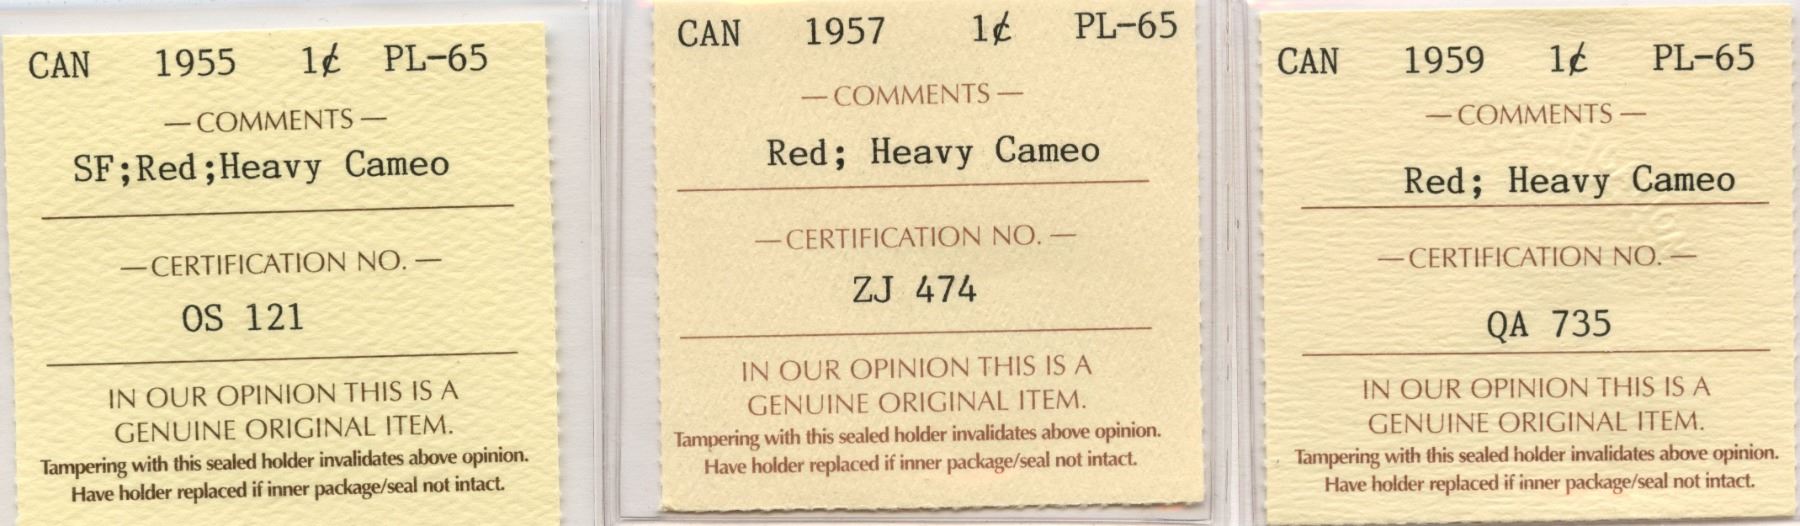 CAN 1955 1¢ PL-65
— COMMENTS —
SF;Red;Heavy Cameo
— CERTIFICATION NO. —
OS 121
IN OUR OPINION THIS IS A
GENUINE ORIGINAL ITEM.
Tampering with this sealed holder invalidates above opinion.
Have holder replaced if inner package/seal not intact.
CAN 1957 1¢ PL-65
— COMMENTS —
Red; Heavy Cameo
— CERTIFICATION NO. —
ZJ 474
IN OUR OPINION THIS IS A
GENUINE ORIGINAL ITEM.
Tampering with this sealed holder invalidates above opinion.
Have holder replaced if inner package/seal not intact.
CAN 1959 1¢ PL-65
— COMMENTS —
Red; Heavy Cameo
— CERTIFICATION NO. —
QA 735
IN OUR OPINION THIS IS A
GENUINE ORIGINAL ITEM.
Tampering with this sealed holder invalidates above opinion.
Have holder replaced if inner package/seal not intact.